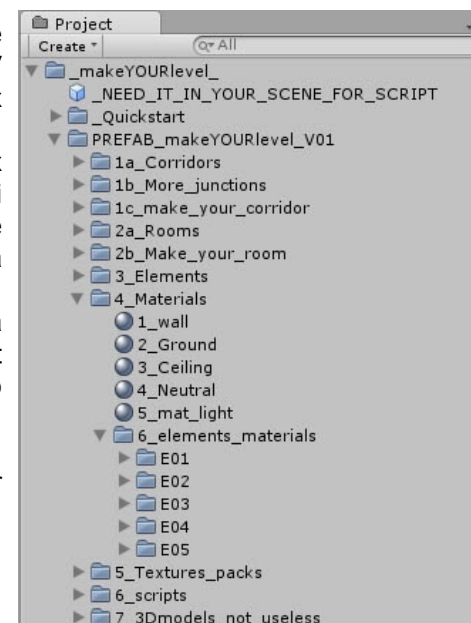 Project
Create
All
_makeYOURlevel_
_NEED_IT_IN_YOUR_SCENE_FOR_SCRIPT
_Quickstart
PREFAB_makeYOURlevel_V01
1a_Corridors
1b_More_junctions
1c_make_your_corridor
2a_Rooms
2b_Make_your_room
3_Elements
4_Materials
1_wall
2_Ground
3_Ceiling
4_Neutral
5_mat_light
6_elements_materials
E01
E02
E03
E04
E05
5_Textures_packs
6_scripts
7_3Dmodels_not_useless